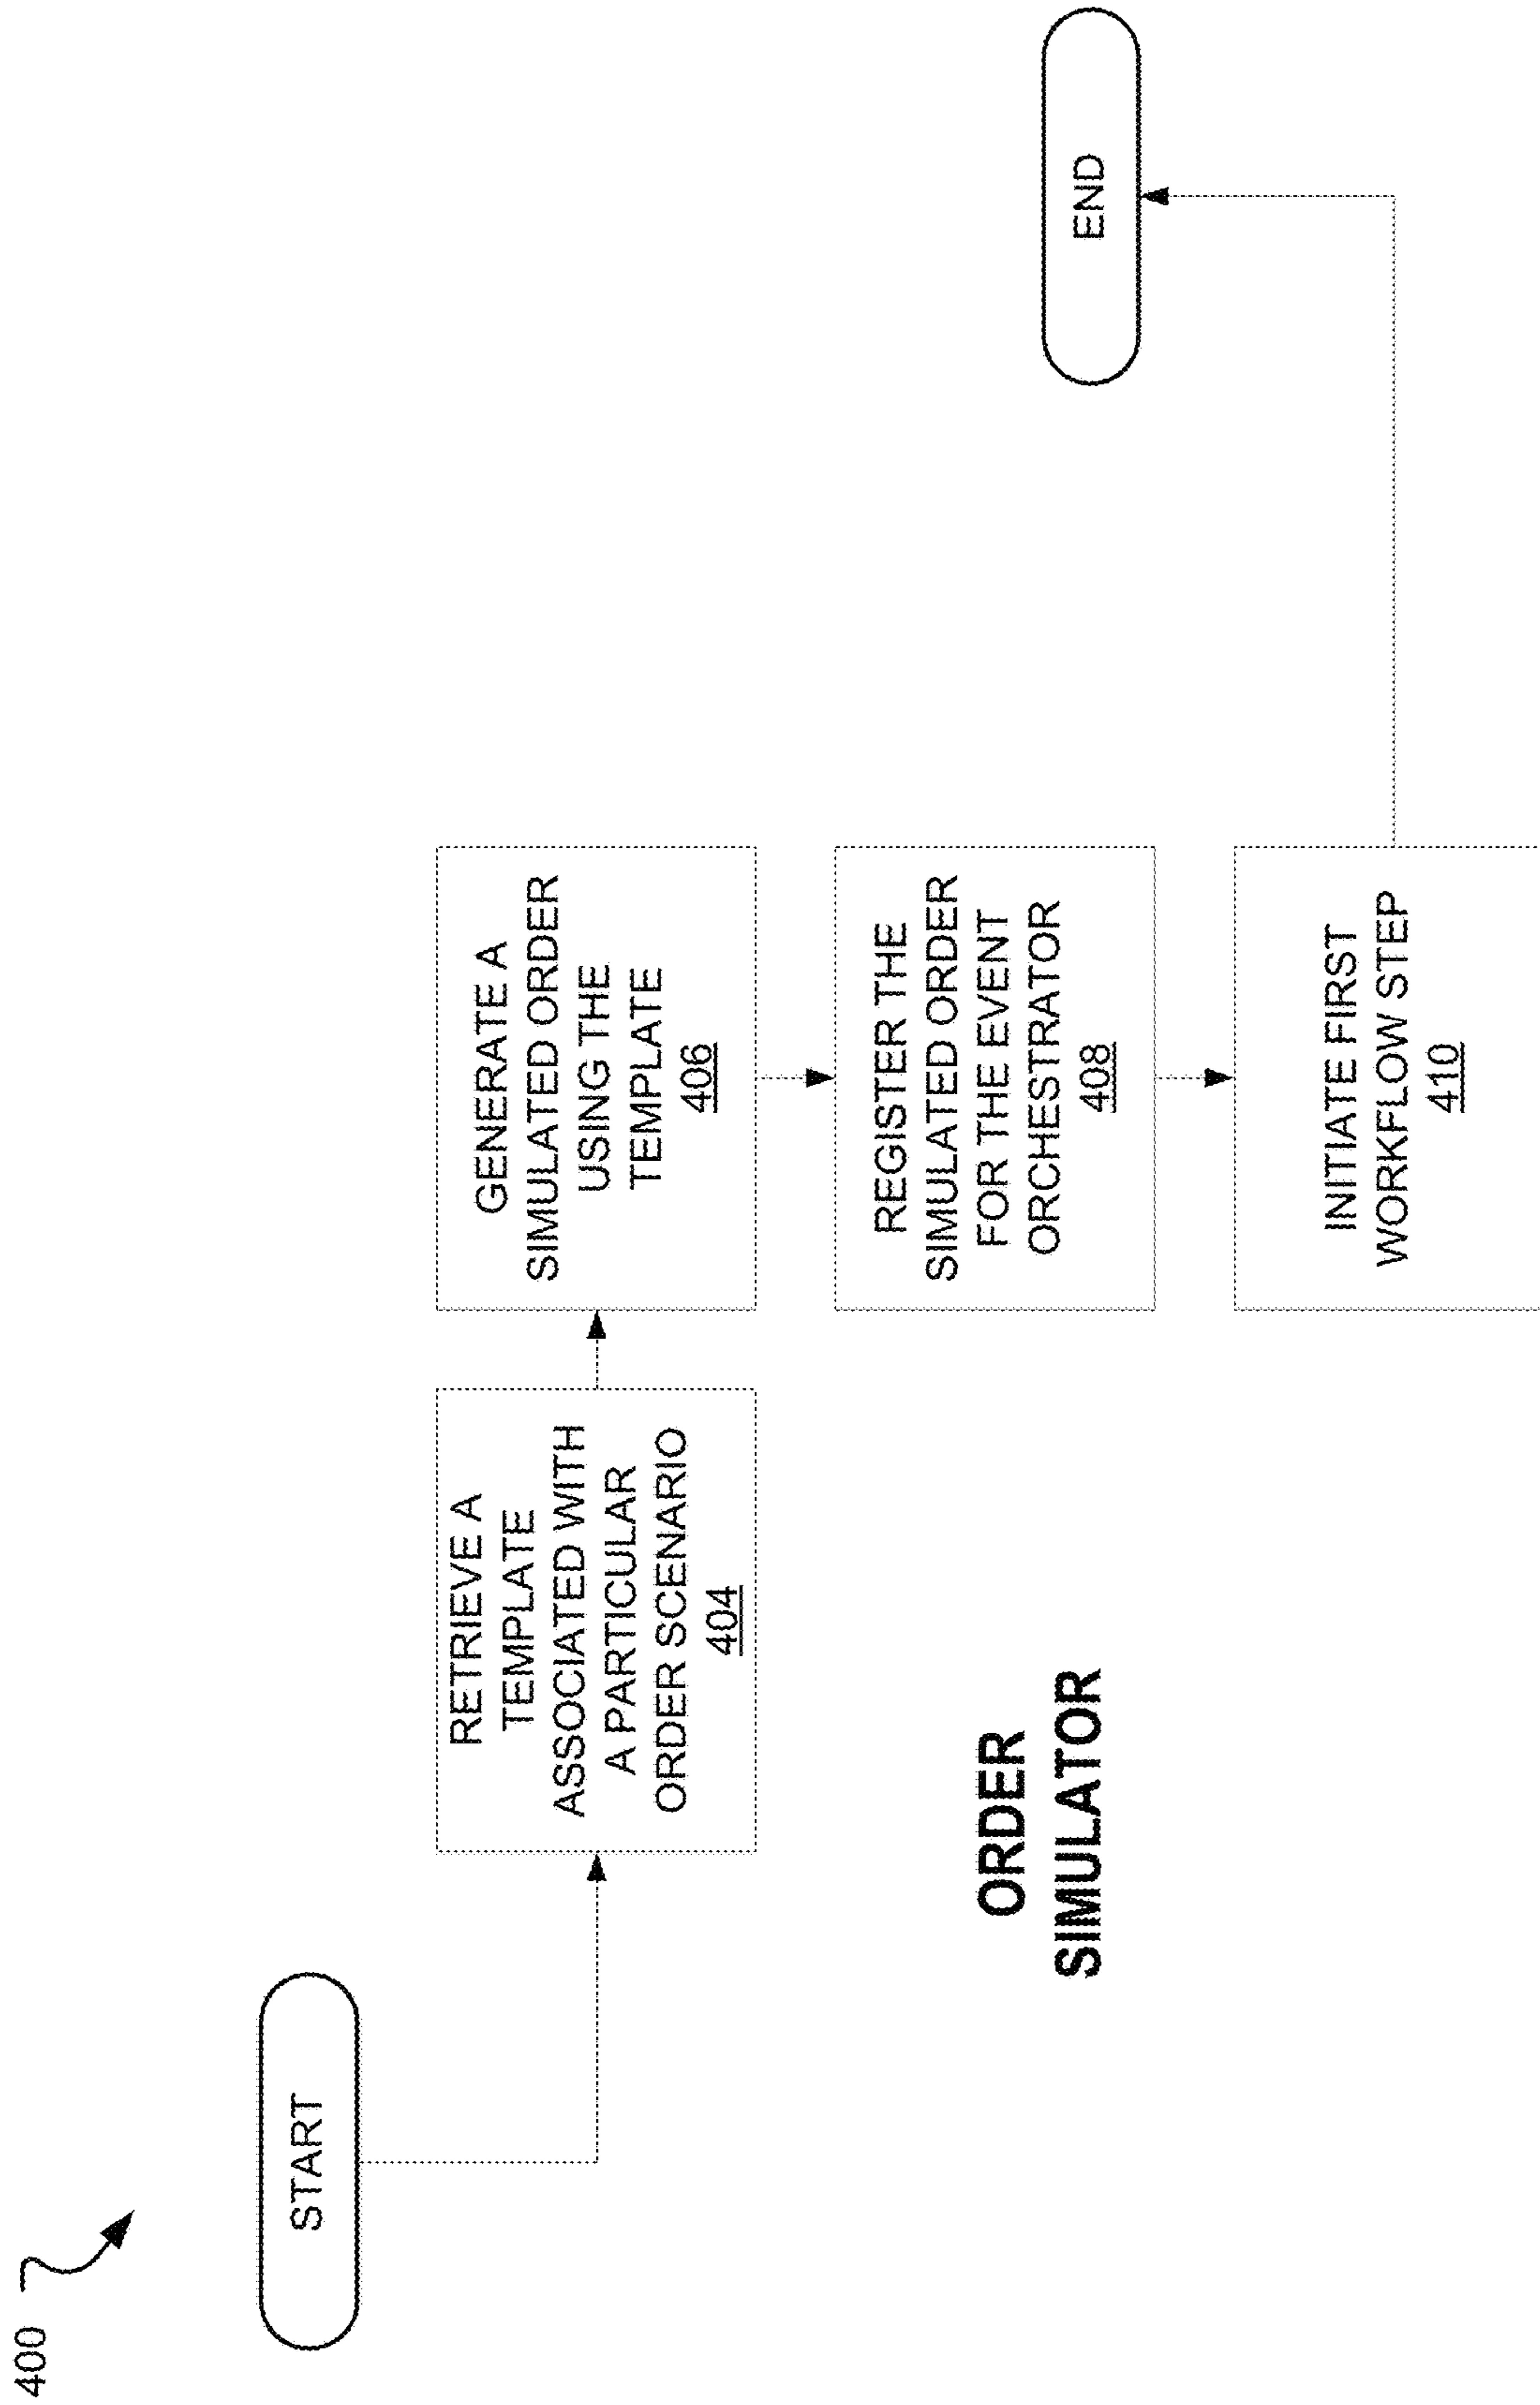 400
START
RETRIEVE A
TEMPLATE
ASSOCIATED WITH
A PARTICULAR
ORDER SCENARIO
404
GENERATE A
SIMULATED ORDER
USING THE
TEMPLATE
406
REGISTER THE
SIMULATED ORDER
FOR THE EVENT
ORCHESTRATOR
408
INITIATE FIRST
WORKFLOW STEP
410
END
ORDER
SIMULATOR